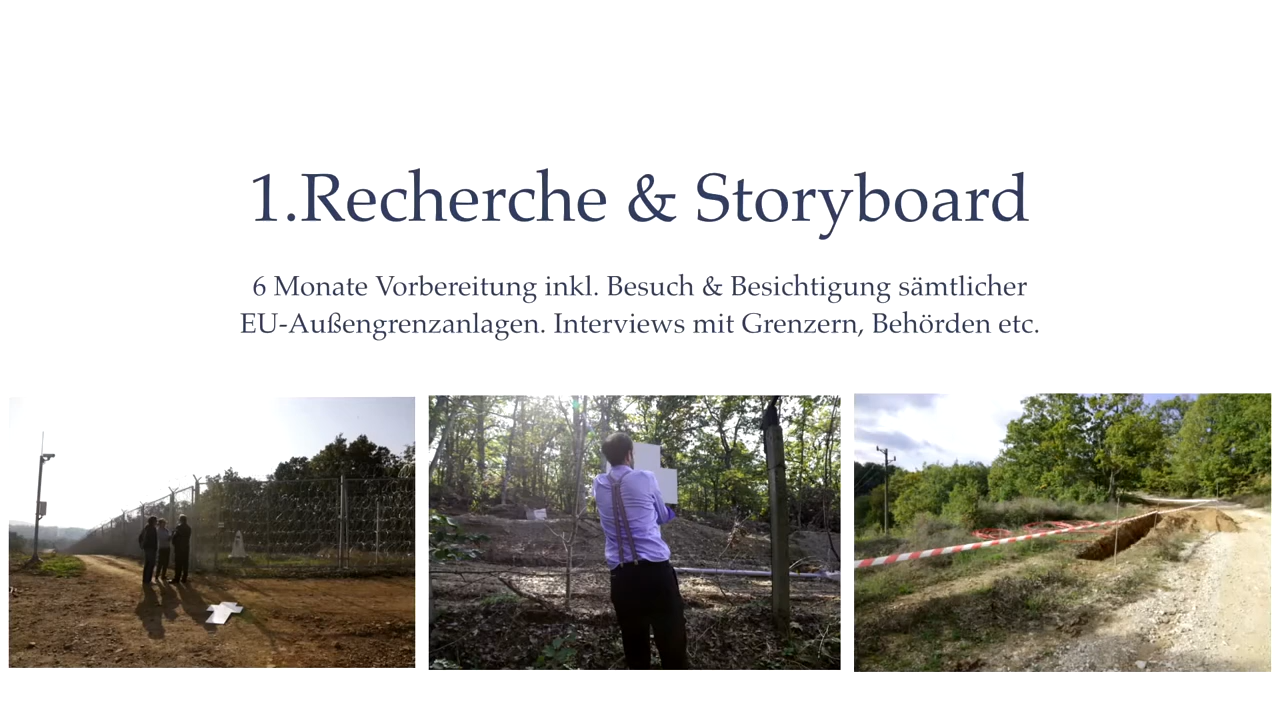 1.Recherche & Storyboard
6 Monate Vorbereitung inkl. Besuch & Besichtigung sämtlicher
EU-Außengrenzanlagen. Interviews mit Grenzern, Behörden etc.